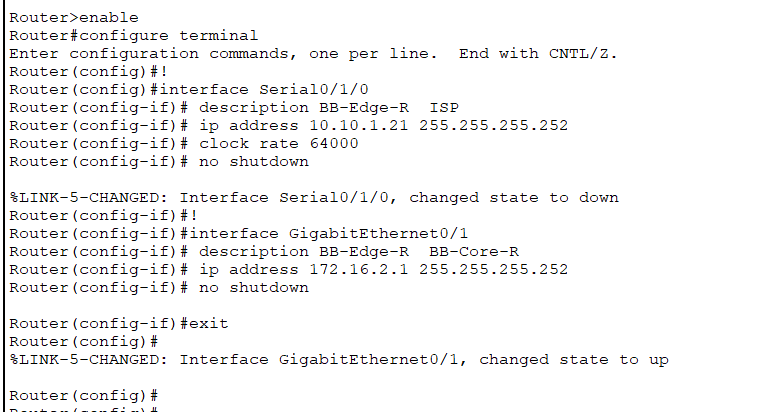 Router>enable
Router#configure terminal
Enter configuration commands, one per line.  End with CNTL/Z.
Router(config)#!
Router(config)#interface Serial0/1/0
Router(config-if)# description BB-Edge-R  ISP
Router(config-if)# ip address 10.10.1.21 255.255.255.252
Router(config-if)# clock rate 64000
Router(config-if)# no shutdown
%LINK-5-CHANGED: Interface Serial0/1/0, changed state to down
Router(config-if)#!
Router(config-if)#interface GigabitEthernet0/1
Router(config-if)# description BB-Edge-R  BB-Core-R
Router(config-if)# ip address 172.16.2.1 255.255.255.252
Router(config-if)# no shutdown
Router(config-if)#exit
Router(config)#
%LINK-5-CHANGED: Interface GigabitEthernet0/1, changed state to up
Router(config)#